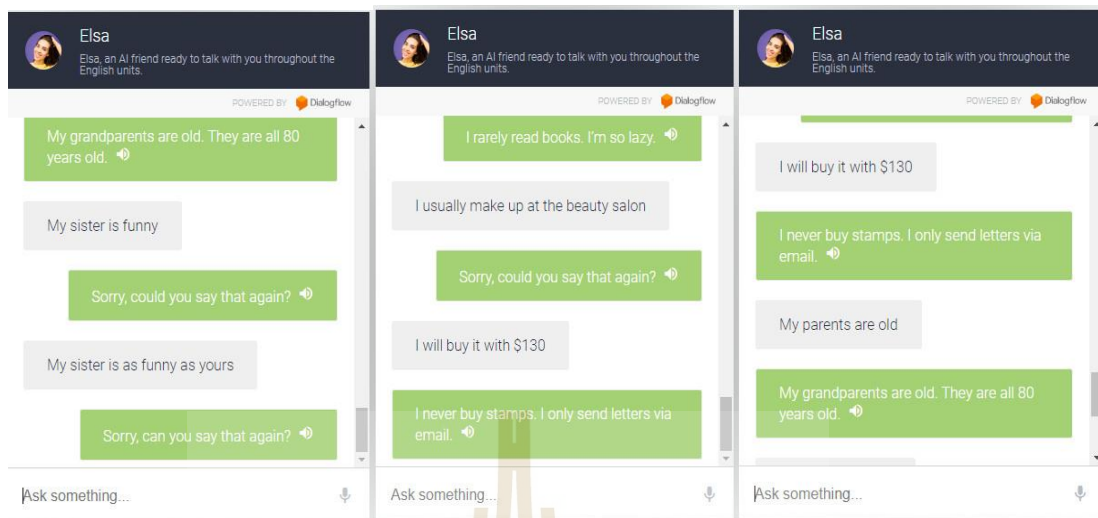 Elsa
Elsa, an AI friend ready to talk with you throughout the
English units.
POWERED BY Dialogflow
My grandparents are old. They are all 80
years old.
My sister is funny
Sorry, could you say that again?
My sister is as funny as yours
Sorry, can you say that again?
Ask something...
Elsa
Elsa, an AI friend ready to talk with you throughout the
English units.
POWERED BY Dialogflow
I rarely read books. I'm so lazy.
I usually make up at the beauty salon
Sorry, could you say that again?
I will buy it with $130
I never buy stamps. I only send letters via
email.
Ask something...
Elsa
Elsa, an AI friend ready to talk with you throughout the
English units.
POWERED BY Dialogflow
I will buy it with $130
I never buy stamps. I only send letters via
email.
My parents are old
My grandparents are old. They are all 80
years old.
Ask something...